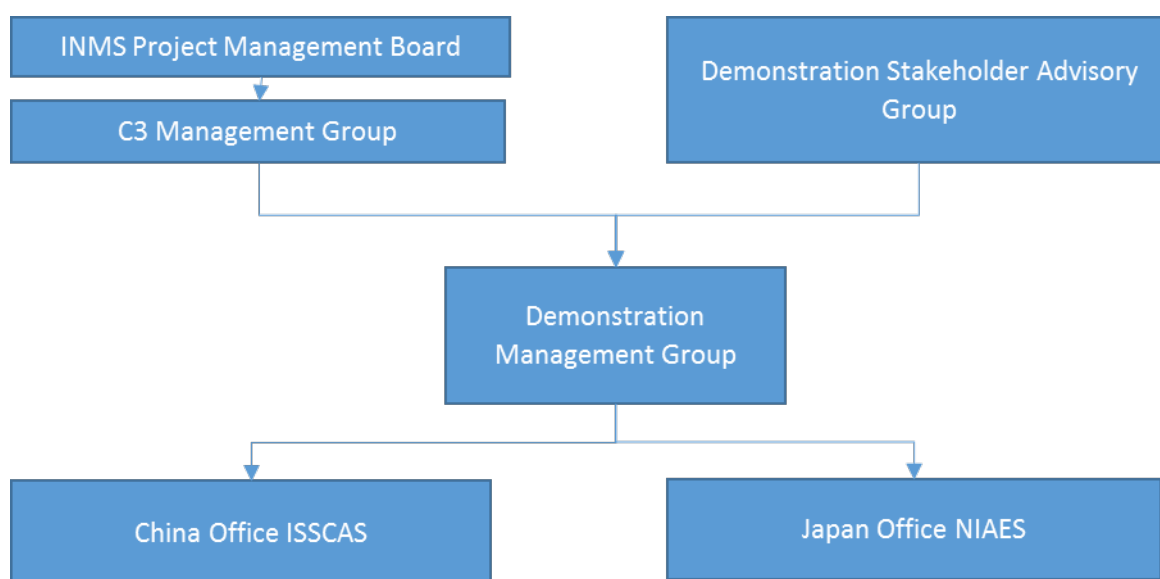 INMS Project Management Board
C3 Management Group
Demonstration Stakeholder Advisory
Group
Demonstration
Management Group
China Office ISSCAS
Japan Office NIAES